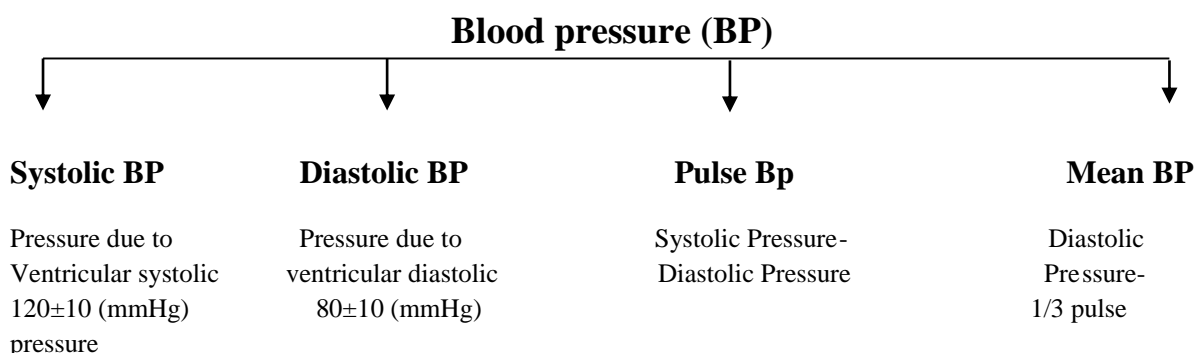 Blood pressure (BP)
Systolic BP
Diastolic BP
Pulse Bp
Mean BP
Pressure due to
Ventricular systolic
120±10 (mmHg)
pressure
Pressure due to
ventricular diastolic
80±10 (mmHg)
Systolic Pressure-
Diastolic Pressure
Diastolic
Pressure-
1/3 pulse